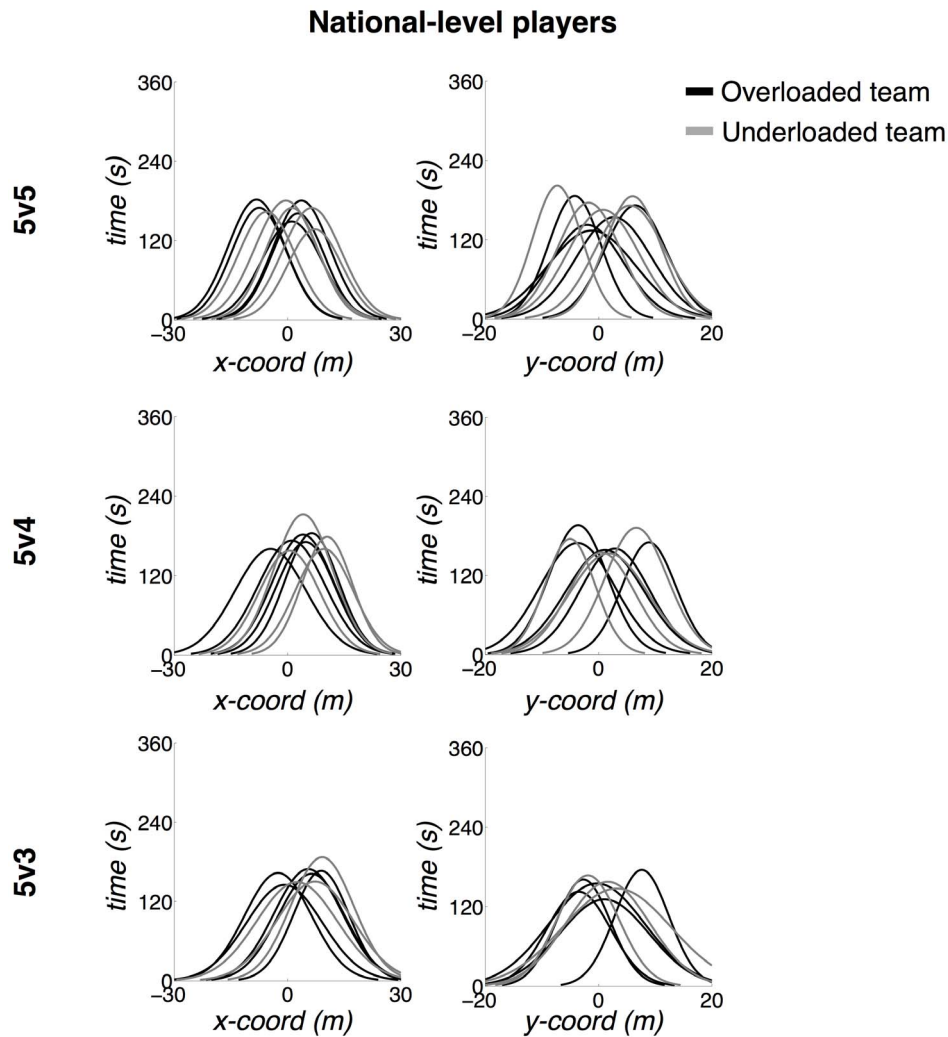 National-level players
Overloaded team
Underloaded team
5v5
time (s)
360
240
120
0
−30
0
30
x-coord (m)
time (s)
360
240
120
0
−20
0
20
y-coord (m)
5v4
time (s)
360
240
120
0
−30
0
30
x-coord (m)
time (s)
360
240
120
0
−20
0
20
y-coord (m)
5v3
time (s)
360
240
120
0
−30
0
30
x-coord (m)
time (s)
360
240
120
0
−20
0
20
y-coord (m)